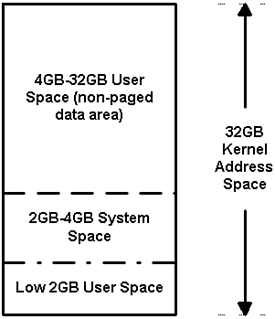 4GB-32GB User
Space (non-paged
data area)
32GB
Kernel
Address
Space
2GB-4GB System
Space
Low 2GB User Space